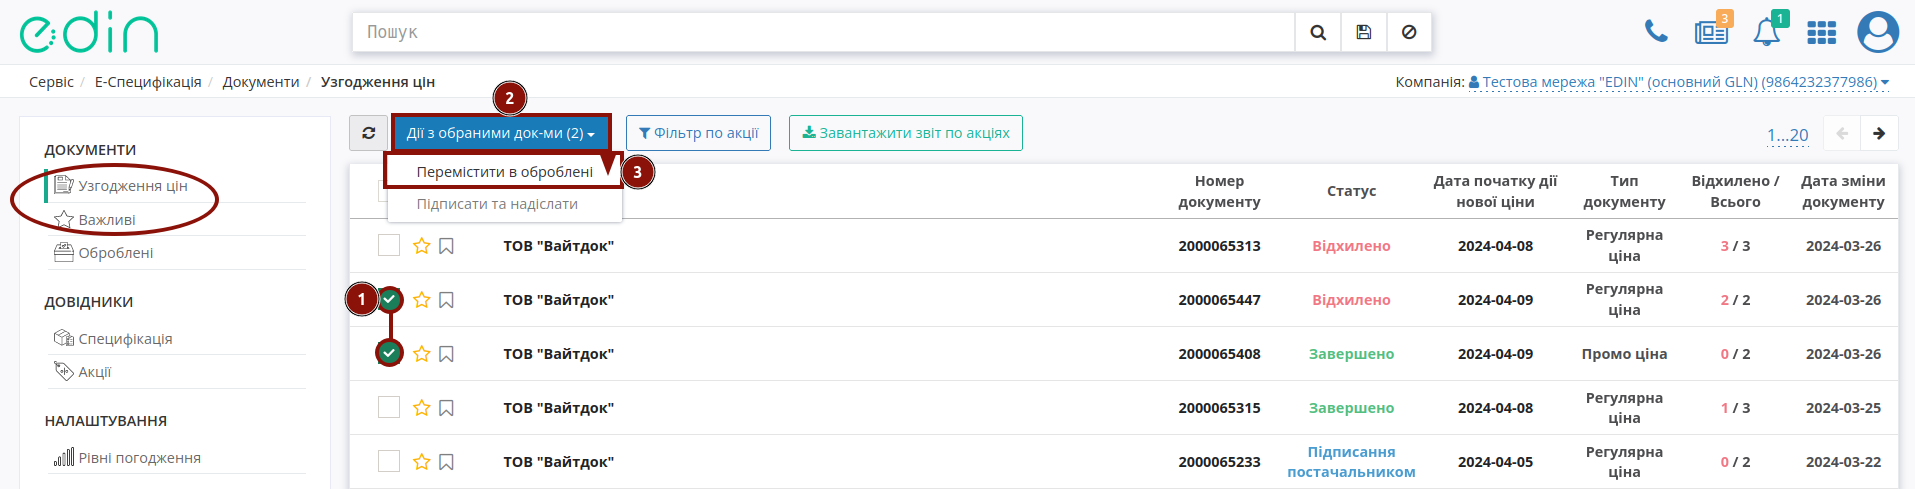 edin
Пошук
3
1
Сервіс / Е-Специфікація / Документи / Узгодження цін
Компанія: Тестова мережа "EDIN" (основний GLN) (9864232377986)
2
Дії з обраними док-ми (2)
Фільтр по акції
Завантажити звіт по акціях
1...20
Перемістити в оброблені
3
Підписати та надіслати
ДОКУМЕНТИ
Узгодження цін
Важливі
Оброблені
ДОВІДНИКИ
Специфікація
Акції
НАЛАШТУВАННЯ
Рівні погодження
Номер документу
Статус
Дата початку дії нової ціни
Тип документу
Відхилено / Всього
Дата зміни документу
ТОВ "Вайтдок" 2000065313 Відхилено 2024-04-08 Регулярна ціна 3 / 3 2024-03-26
1
ТОВ "Вайтдок" 2000065447 Відхилено 2024-04-09 Регулярна ціна 2 / 2 2024-03-26
ТОВ "Вайтдок" 2000065408 Завершено 2024-04-09 Промо ціна 0 / 2 2024-03-26
ТОВ "Вайтдок" 2000065315 Завершено 2024-04-08 Регулярна ціна 1 / 3 2024-03-25
ТОВ "Вайтдок" 2000065233 Підписання постачальником 2024-04-05 Регулярна ціна 0 / 2 2024-03-22